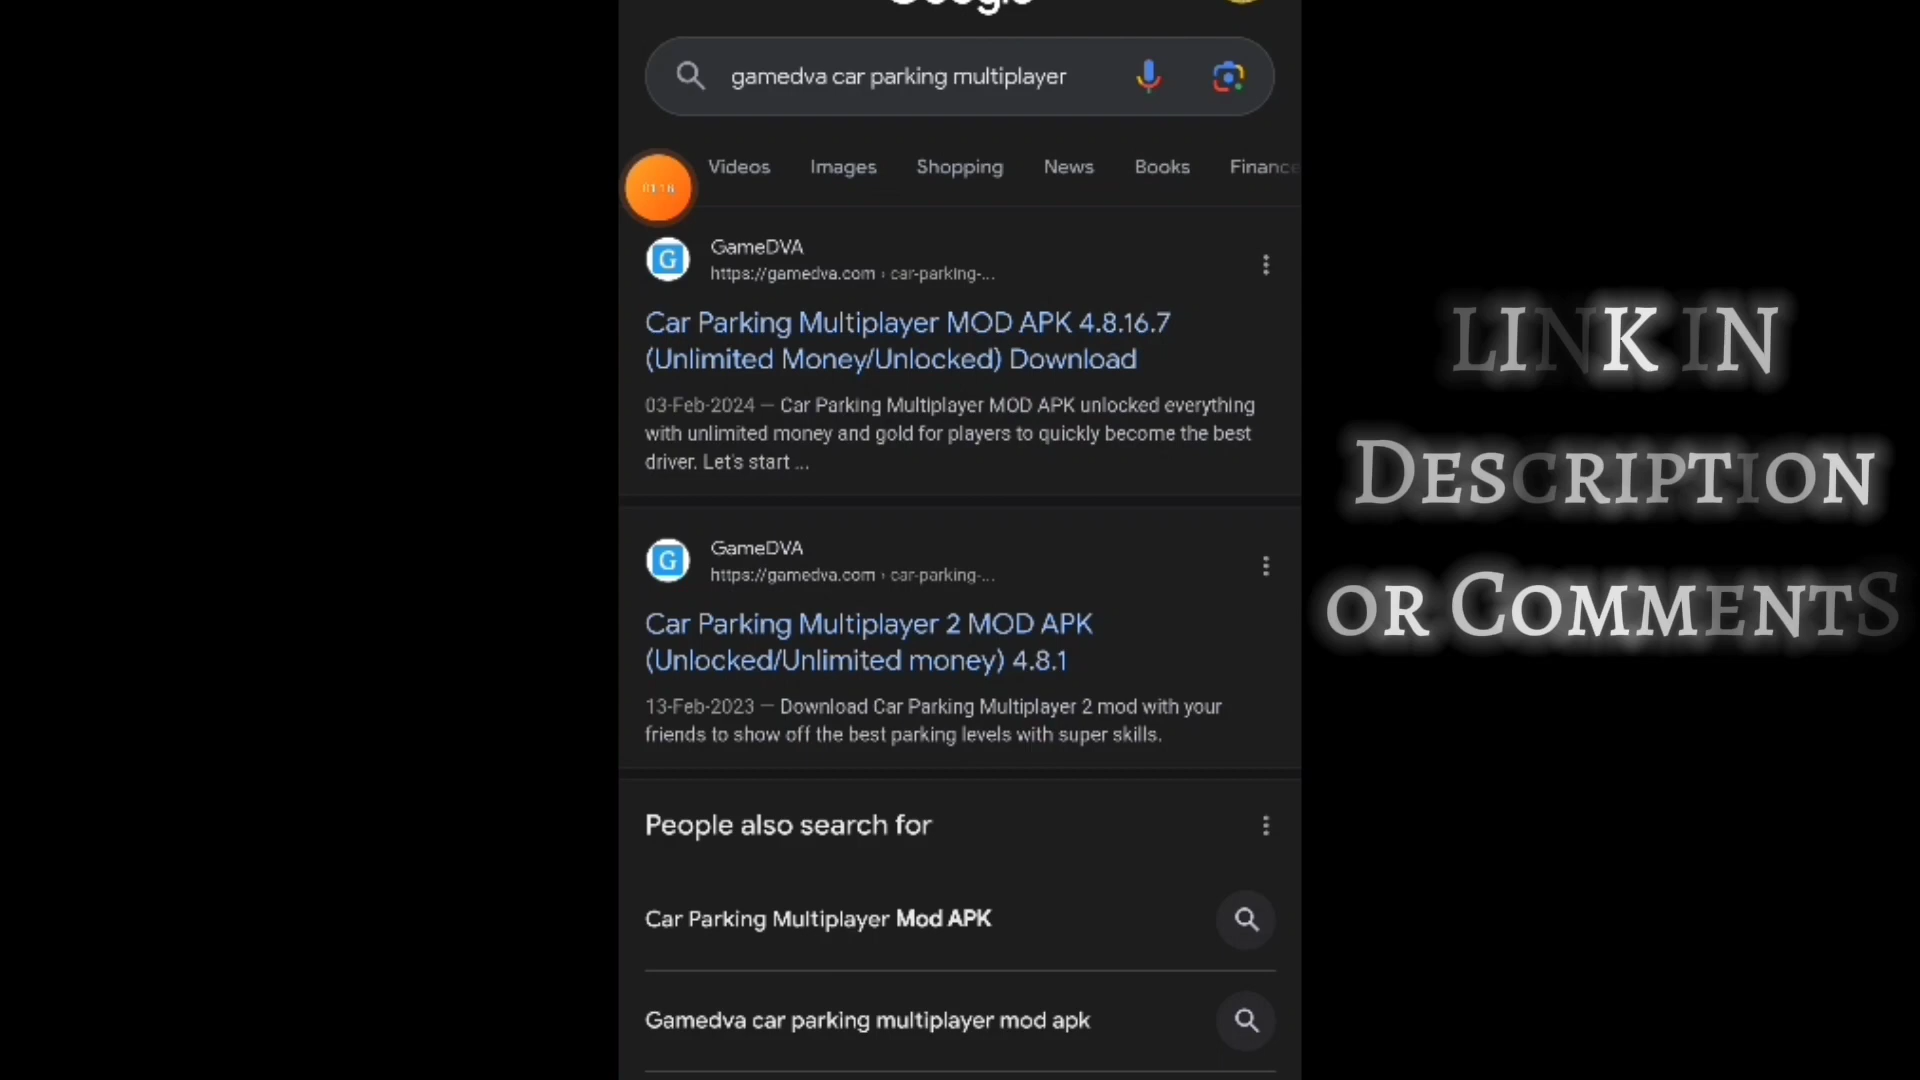 Google
gamedva car parking multiplayer
Videos Images Shopping News Books Finance
01:16
GameDVA
https://gamedva.com › car-parking-...
Car Parking Multiplayer MOD APK 4.8.16.7
(Unlimited Money/Unlocked) Download
03-Feb-2024 — Car Parking Multiplayer MOD APK unlocked everything
with unlimited money and gold for players to quickly become the best
driver. Let's start ...
GameDVA
https://gamedva.com › car-parking-...
Car Parking Multiplayer 2 MOD APK
(Unlocked/Unlimited money) 4.8.1
13-Feb-2023 — Download Car Parking Multiplayer 2 mod with your
friends to show off the best parking levels with super skills.
People also search for
Car Parking Multiplayer Mod APK
Gamedva car parking multiplayer mod apk
LINK IN
DESCRIPTION
OR COMMENTS